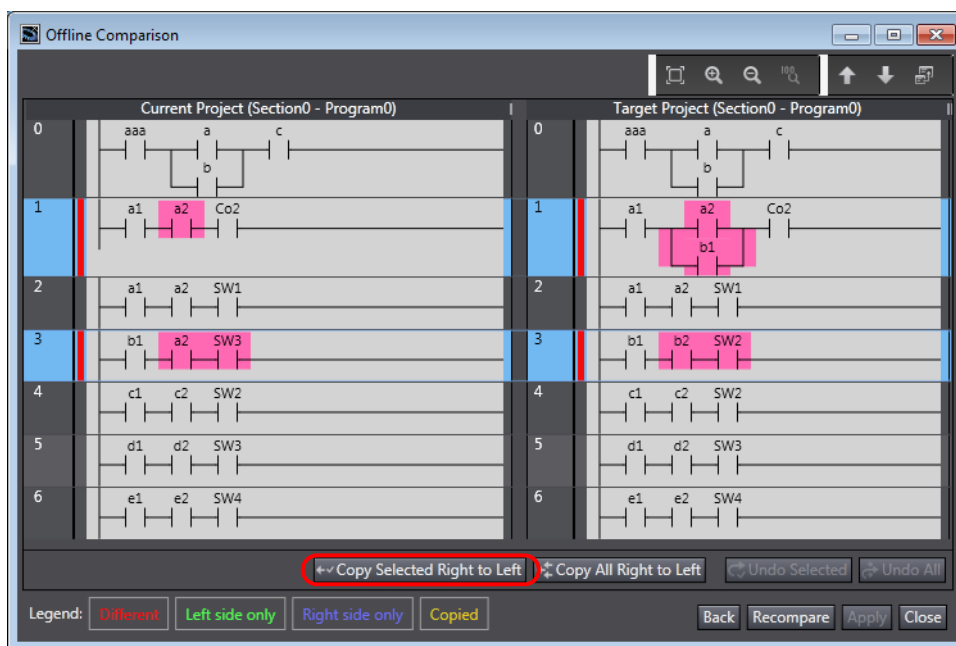 Offline Comparison
100
Current Project (Section0 - Program0)
Target Project (Section0 - Program0)
0 aaa a c
b
0 aaa a c
b
1 a1 a2 Co2
1 a1 a2 Co2
b1
2 a1 a2 SW1
2 a1 a2 SW1
3 b1 a2 SW3
3 b1 b2 SW2
4 c1 c2 SW2
4 c1 c2 SW2
5 d1 d2 SW3
5 d1 d2 SW3
6 e1 e2 SW4
6 e1 e2 SW4
Copy Selected Right to Left Copy All Right to Left Undo Selected Undo All
Legend: Different Left side only Right side only Copied Back Recompare Apply Close